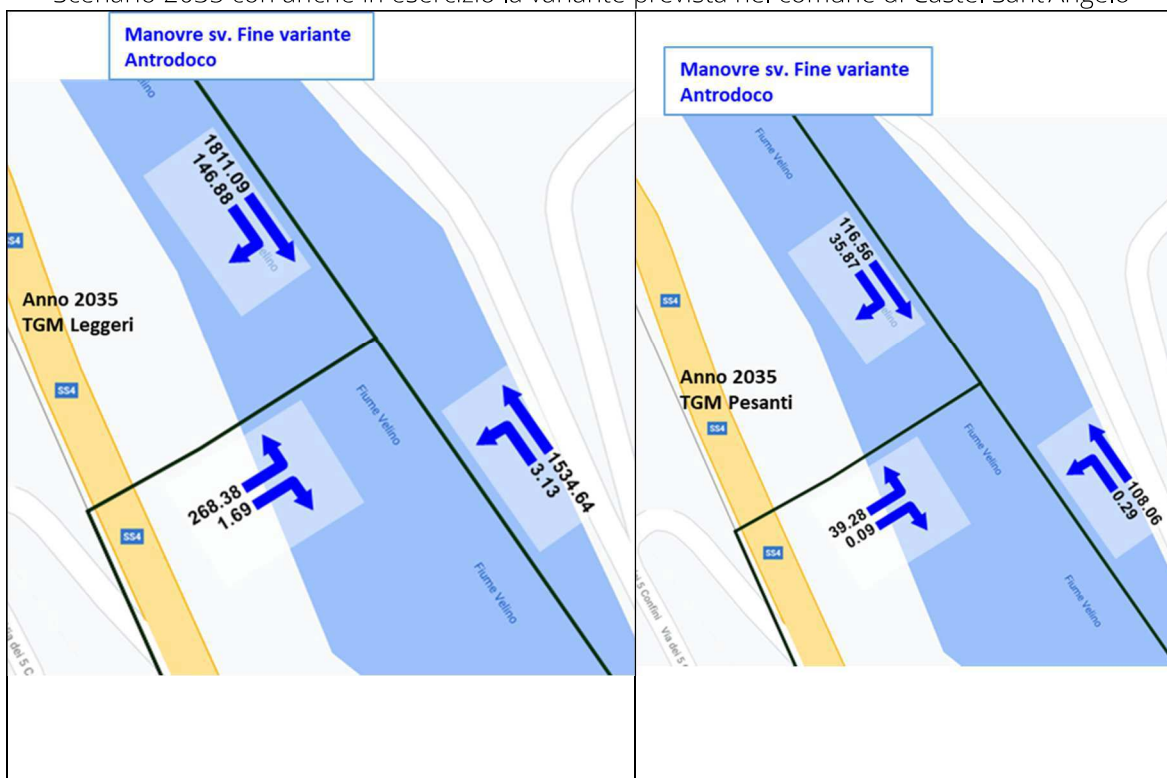 Scenario 2035 con anche in esercizio la variante prevista nel comune di Castel Sant'Angelo
Manovre sv. Fine variante
Antrodoco
1811.09
146.88
SS4
Anno 2035
TGM Leggeri
SS4
Fiume Velino
1534.64
3.13
268.38
1.69
SS4
Fiume Velino
Manovre sv. Fine variante
Antrodoco
Fiume Velino
116.56
35.87
SS4
Anno 2035
TGM Pesanti
SS4
Fiume Velino
108.06
0.29
39.28
0.09
SS4
Fiume Velino
5 Confini
Via dei 5